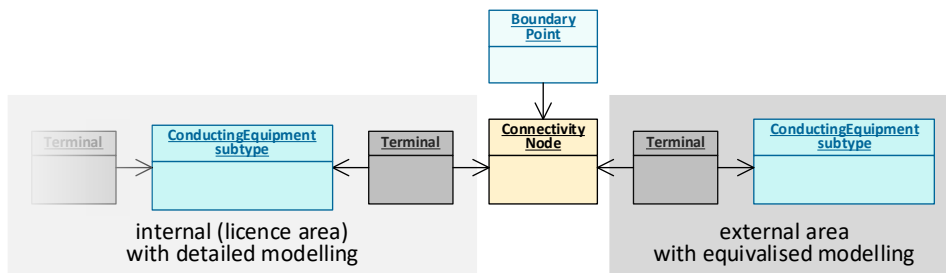 Boundary
Point
Terminal
ConductingEquipment
subtype
Terminal
Connectivity
Node
Terminal
ConductingEquipment
subtype
internal (licence area)
with detailed modelling
external area
with equivalised modelling